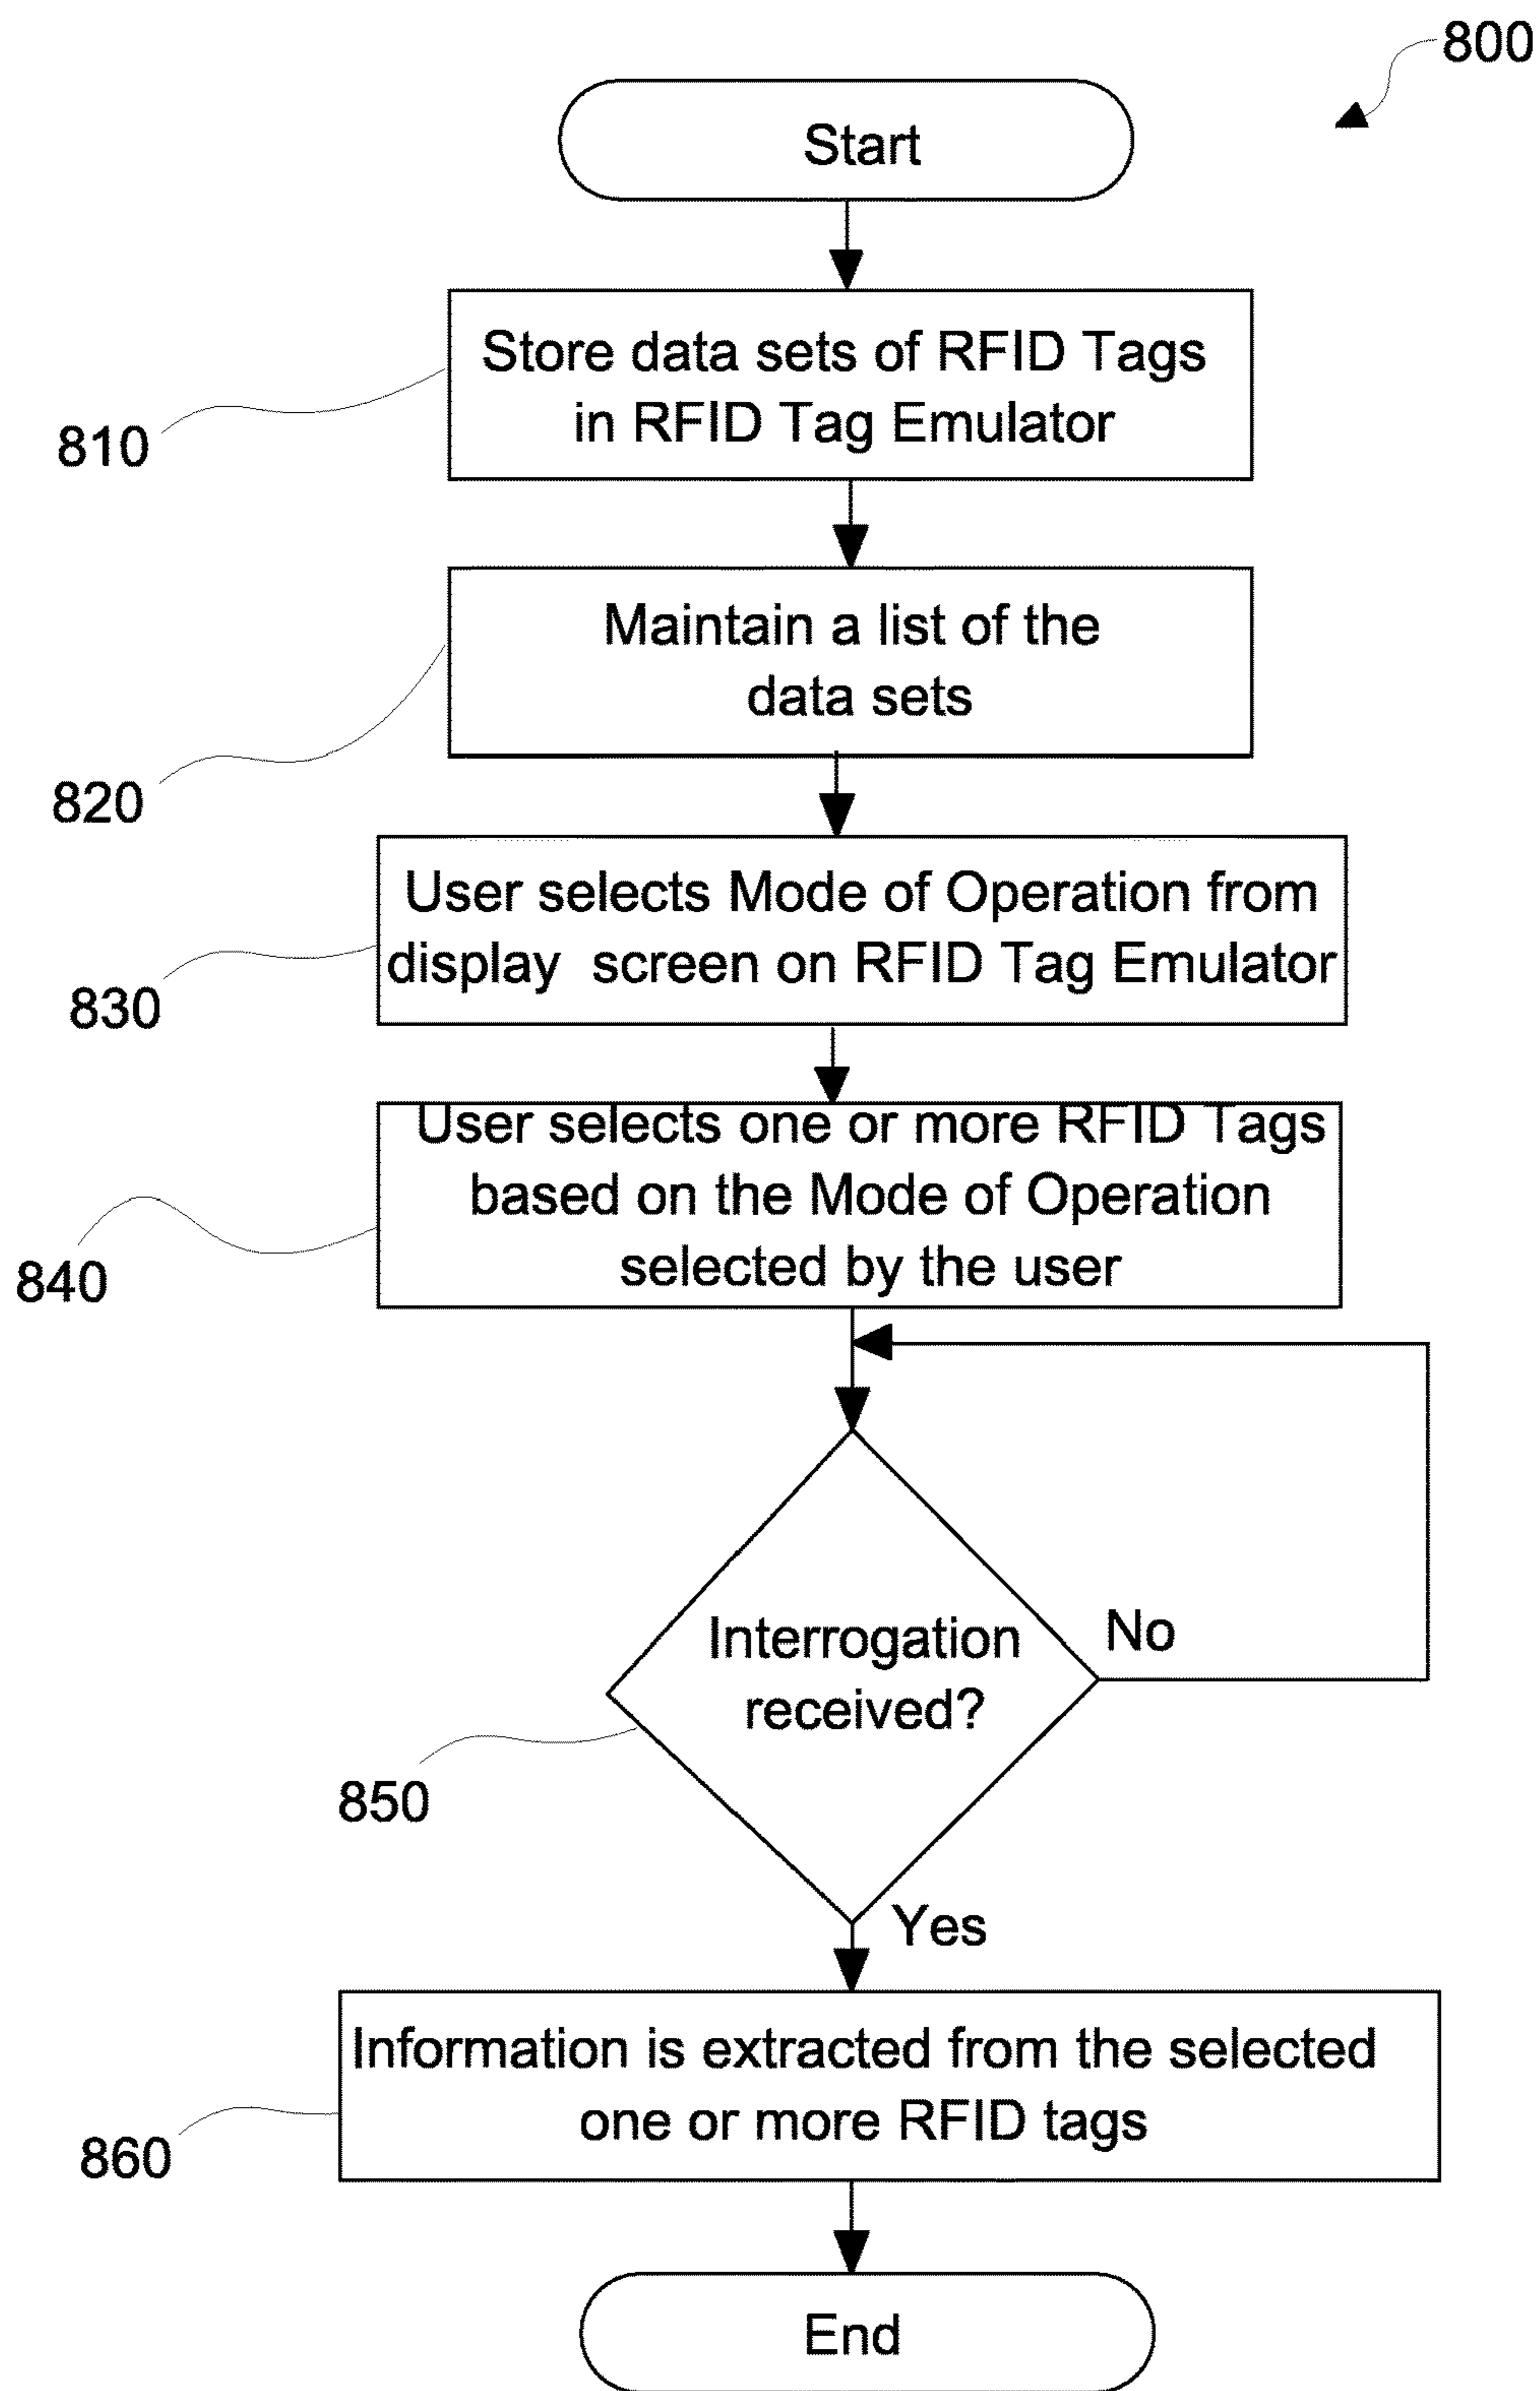 800
Start
Store data sets of RFID Tags
in RFID Tag Emulator
810
Maintain a list of the
data sets
820
User selects Mode of Operation from
display screen on RFID Tag Emulator
830
User selects one or more RFID Tags
based on the Mode of Operation
selected by the user
840
Interrogation
received?
No
850
Yes
Information is extracted from the selected
one or more RFID tags
860
End